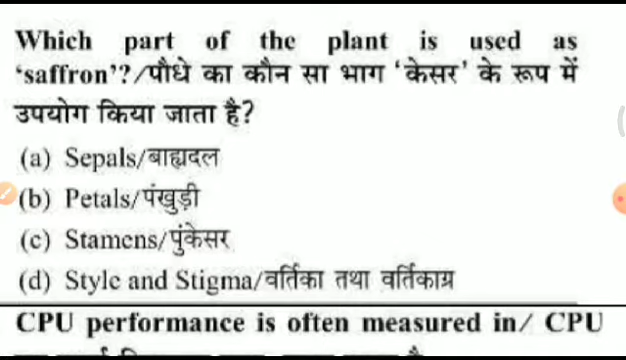 Which part of the plant is used as
‘saffron’?/पौधे का कौन सा भाग ‘केसर’ के रूप में
उपयोग किया जाता है?
(a) Sepals/बाह्यदल
(b) Petals/पंखुड़ी
(c) Stamens/पुंकेसर
(d) Style and Stigma/वर्तिका तथा वर्तिकाग्र
CPU performance is often measured in/ CPU